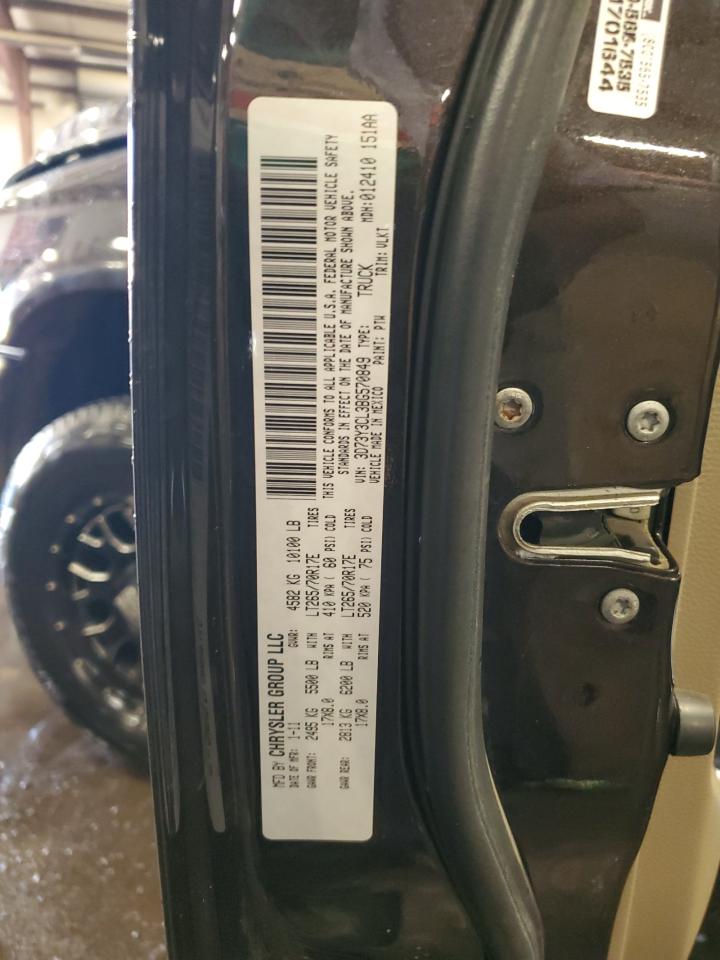 MFD BY CHRYSLER GROUP LLC
DATE OF MFR: 1-11 GVWR: 4582 KG 10100 LB
GAWR FRONT: 2495 KG 5500 LB WITH LT265/70R17E TIRES
17X8.0 RIMS AT 410 KPA ( 60 PSI) COLD
GAWR REAR: 2813 KG 6200 LB WITH LT265/70R17E TIRES
17X8.0 RIMS AT 520 KPA ( 75 PSI) COLD
THIS VEHICLE CONFORMS TO ALL APPLICABLE U.S.A. FEDERAL MOTOR VEHICLE SAFETY
STANDARDS IN EFFECT ON THE DATE OF MANUFACTURE SHOWN ABOVE.
VIN: 3D73Y3CL3BG570849 TYPE: TRUCK MDH:012410 151AA
VEHICLE MADE IN MEXICO PAINT: PTW TRIM: VLKT